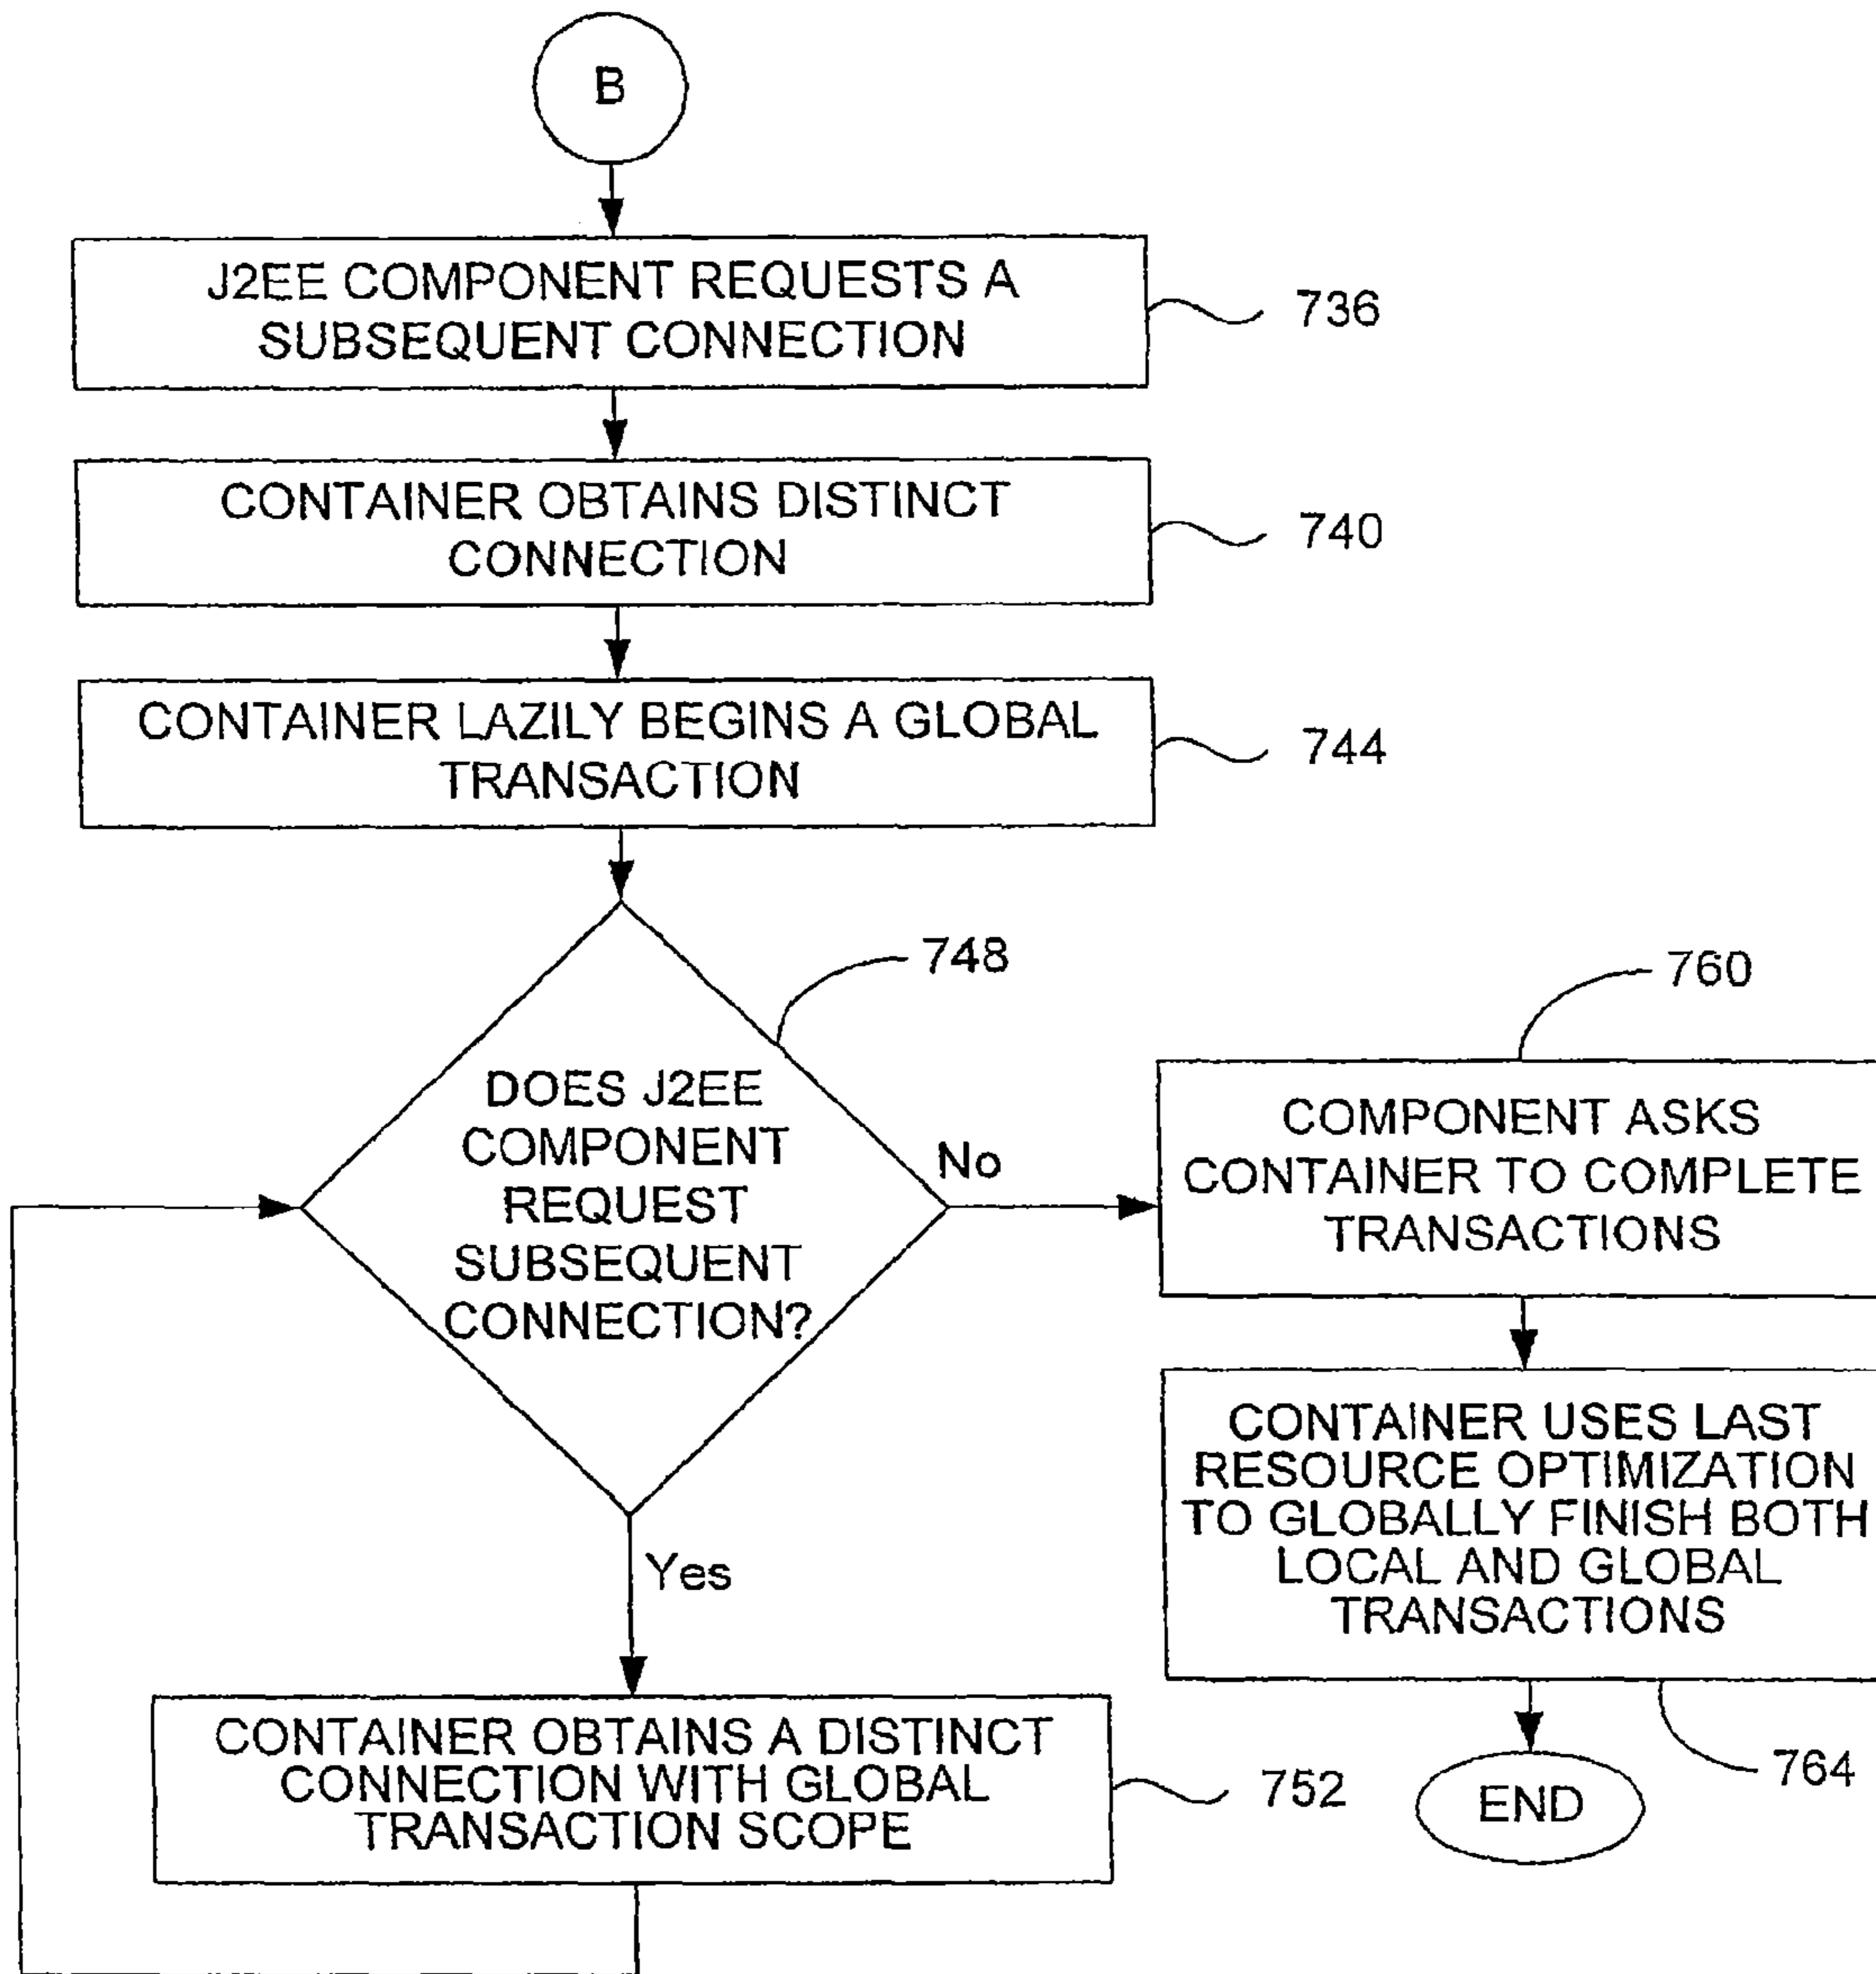 B
J2EE COMPONENT REQUESTS A
SUBSEQUENT CONNECTION
736
CONTAINER OBTAINS DISTINCT
CONNECTION
740
CONTAINER LAZILY BEGINS A GLOBAL
TRANSACTION
744
748
DOES J2EE
COMPONENT
REQUEST
SUBSEQUENT
CONNECTION?
No
760
COMPONENT ASKS
CONTAINER TO COMPLETE
TRANSACTIONS
CONTAINER USES LAST
RESOURCE OPTIMIZATION
TO GLOBALLY FINISH BOTH
LOCAL AND GLOBAL
TRANSACTIONS
764
END
Yes
CONTAINER OBTAINS A DISTINCT
CONNECTION WITH GLOBAL
TRANSACTION SCOPE
752